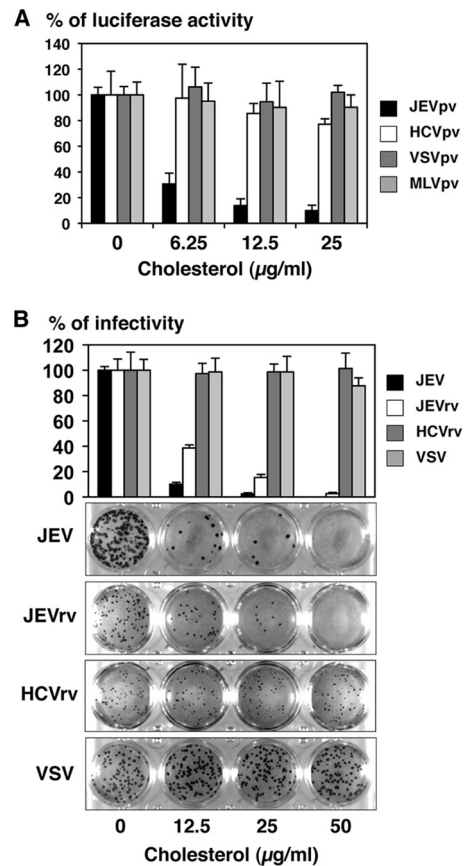 A % of luciferase activity
140
120
100
80
60
40
20
0
0 6.25 12.5 25
Cholesterol (µg/ml)
JEVpv
HCVpv
VSVpv
MLVpv
B % of infectivity
120
100
80
60
40
20
0
JEV
JEVrv
HCVrv
VSV
JEV
JEVrv
HCVrv
VSV
0 12.5 25 50
Cholesterol (µg/ml)